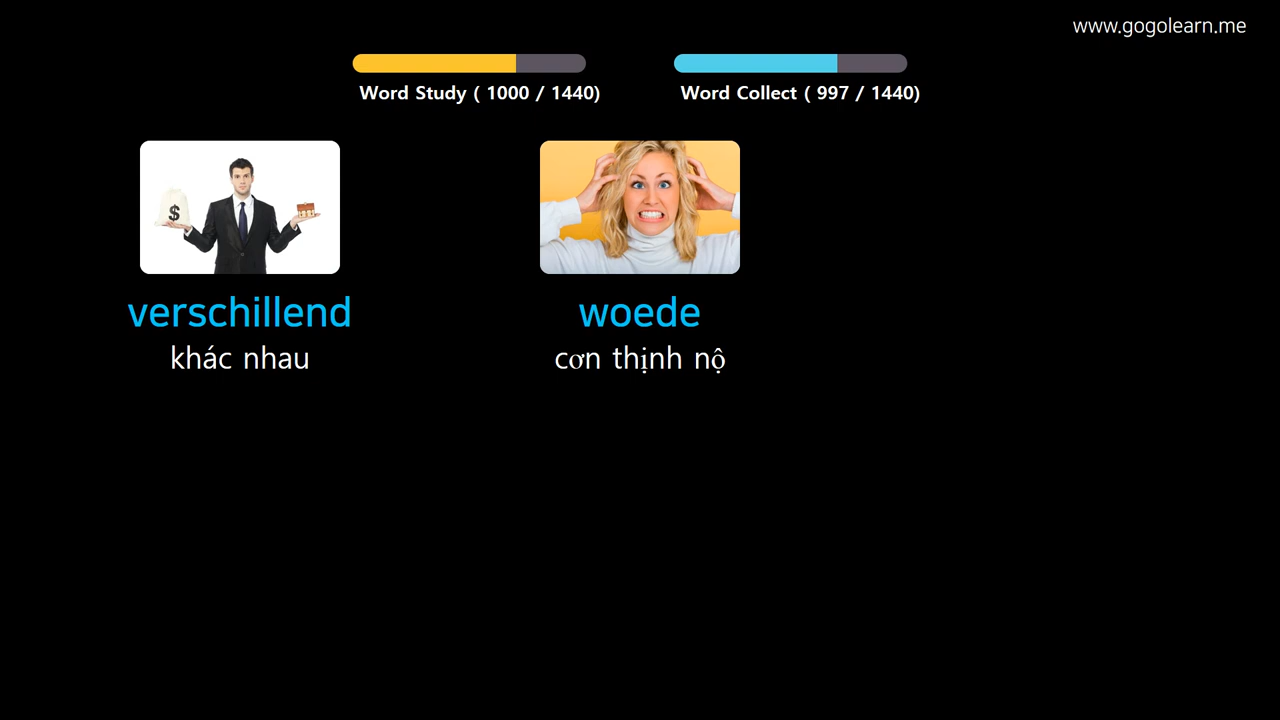 www.gogolearn.me
Word Study ( 1000 / 1440)
Word Collect ( 997 / 1440)
$
verschillend
khác nhau
woede
cơn thịnh nộ